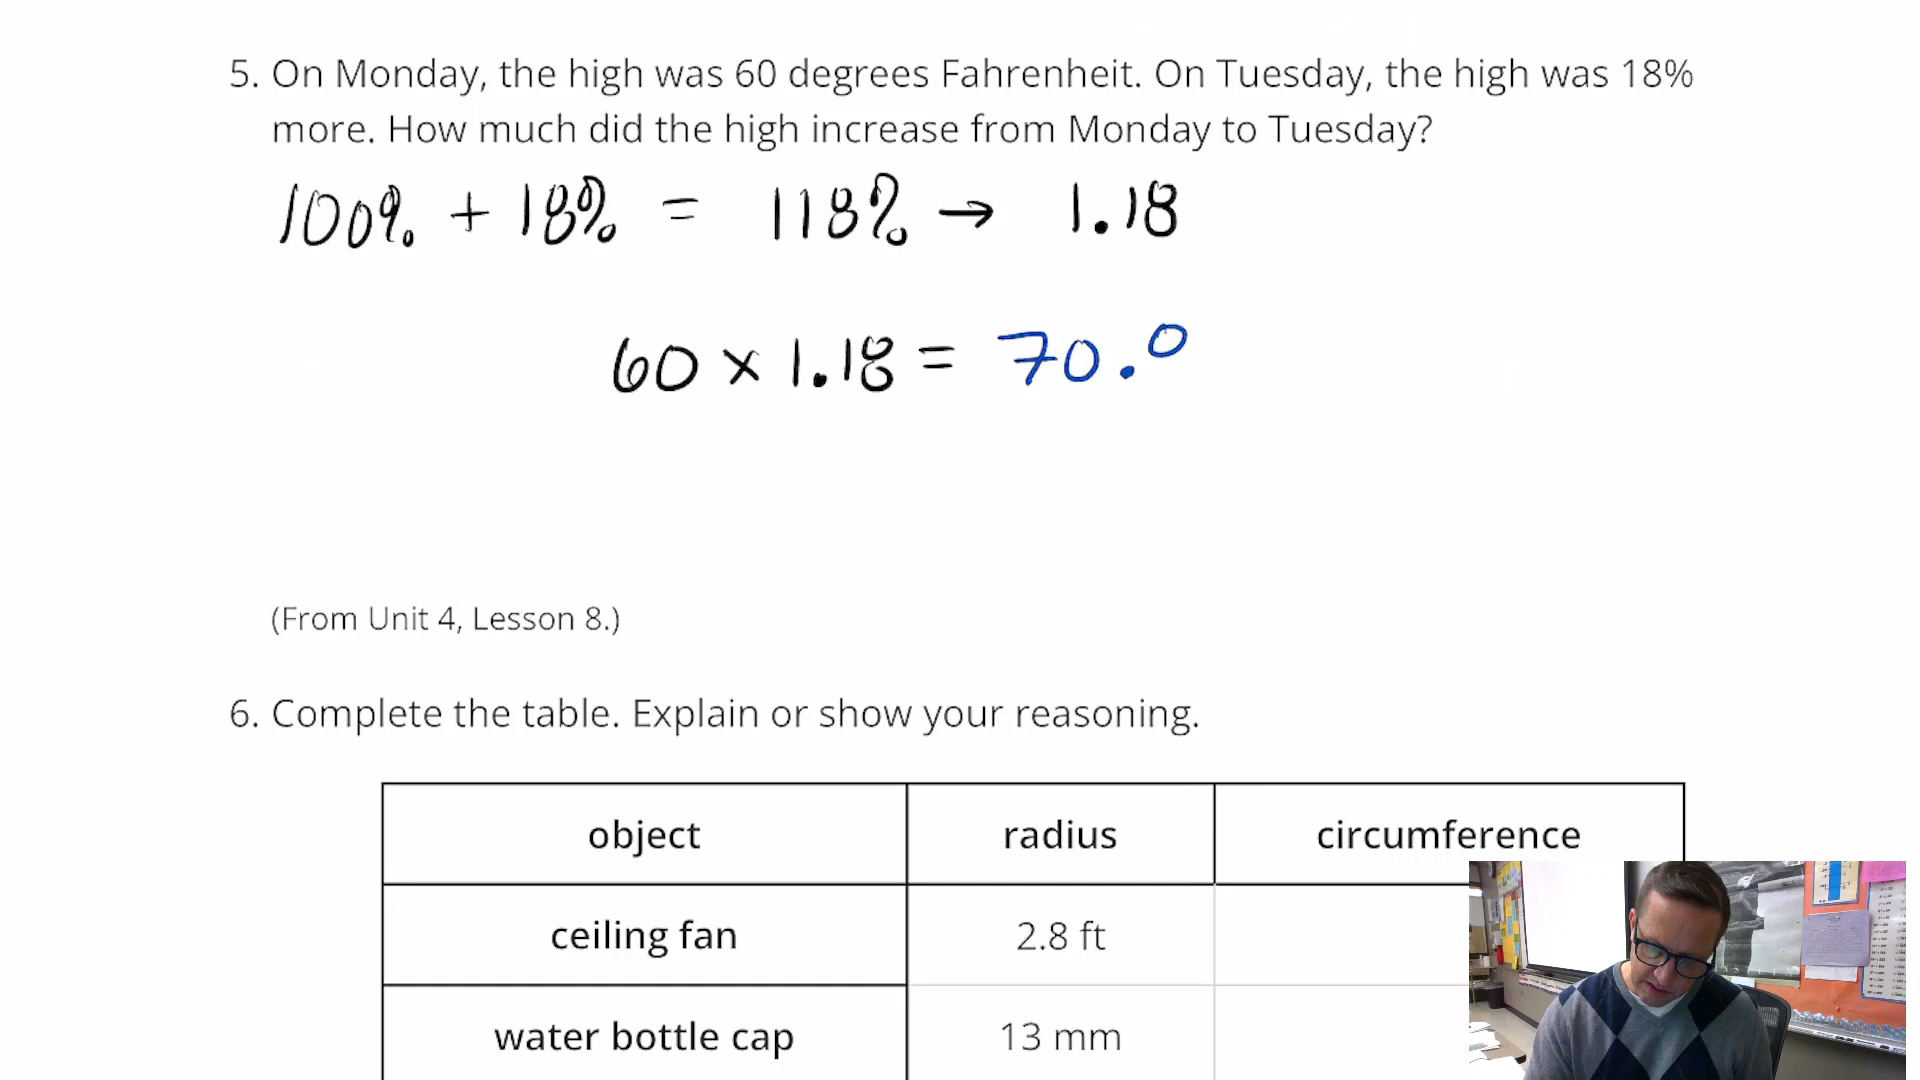 5. On Monday, the high was 60 degrees Fahrenheit. On Tuesday, the high was 18%
more. How much did the high increase from Monday to Tuesday?
100% + 18% = 118% → 1.18
60 × 1.18 = 70.0
(From Unit 4, Lesson 8.)
6. Complete the table. Explain or show your reasoning.
object radius circumference
ceiling fan 2.8 ft
water bottle cap 13 mm